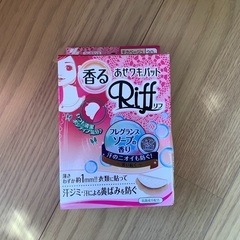 香る あせワキパット
Riff
リフ
フレグランス
ソープの
香り
汗のニオイも防ぐ!
厚さ
わずか約1mm!! 衣類に貼って
汗ジミ・汗による黄ばみを防ぐ